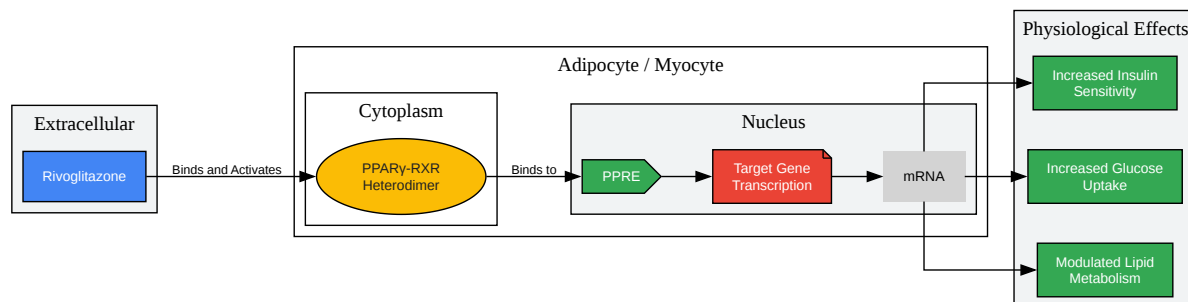 Physiological Effects
Adipocyte / Myocyte
Increased Insulin
Sensitivity
Cytoplasm
Nucleus
Extracellular
Rivoglitazone
Binds and Activates
PPARγ-RXR
Heterodimer
Binds to
PPRE
Target Gene
Transcription
mRNA
Increased Glucose
Uptake
Modulated Lipid
Metabolism